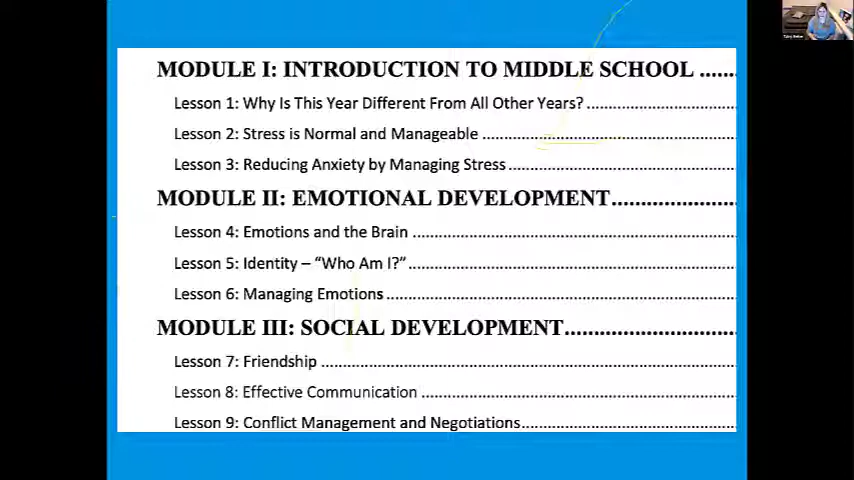 MODULE I: INTRODUCTION TO MIDDLE SCHOOL ......
Lesson 1: Why Is This Year Different From All Other Years? ......
Lesson 2: Stress is Normal and Manageable ......
Lesson 3: Reducing Anxiety by Managing Stress ......
MODULE II: EMOTIONAL DEVELOPMENT ......
Lesson 4: Emotions and the Brain ......
Lesson 5: Identity – “Who Am I?” ......
Lesson 6: Managing Emotions ......
MODULE III: SOCIAL DEVELOPMENT ......
Lesson 7: Friendship ......
Lesson 8: Effective Communication ......
Lesson 9: Conflict Management and Negotiations ......